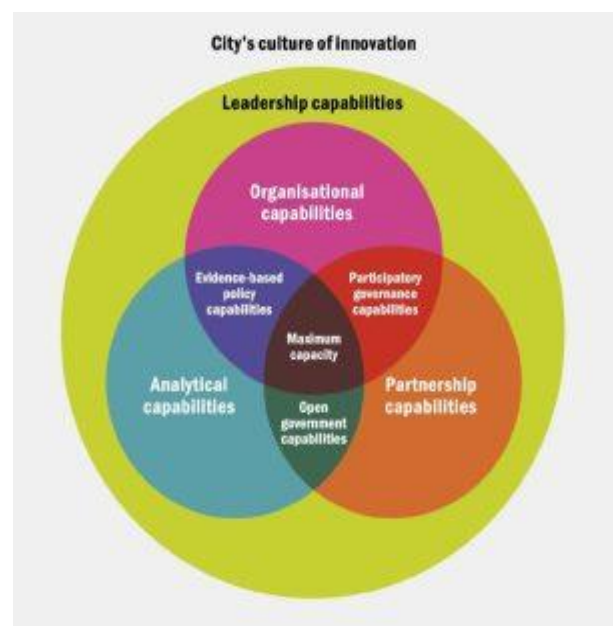 City's culture of innovation
Leadership capabilities
Organisational
capabilities
Evidence-based
policy
capabilities
Participatory
governance
capabilities
Maximum
capacity
Analytical
capabilities
Partnership
capabilities
Open
government
capabilities